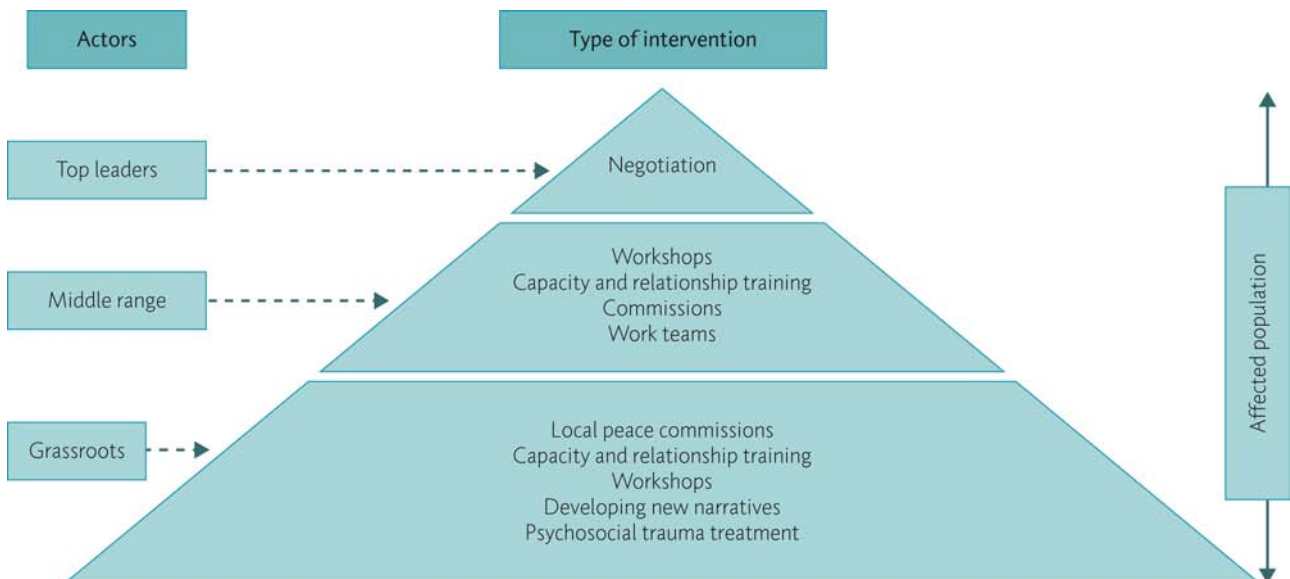 Actors
Type of intervention
Top leaders
Negotiation
Middle range
Workshops
Capacity and relationship training
Commissions
Work teams
Grassroots
Local peace commissions
Capacity and relationship training
Workshops
Developing new narratives
Psychosocial trauma treatment
Affected population